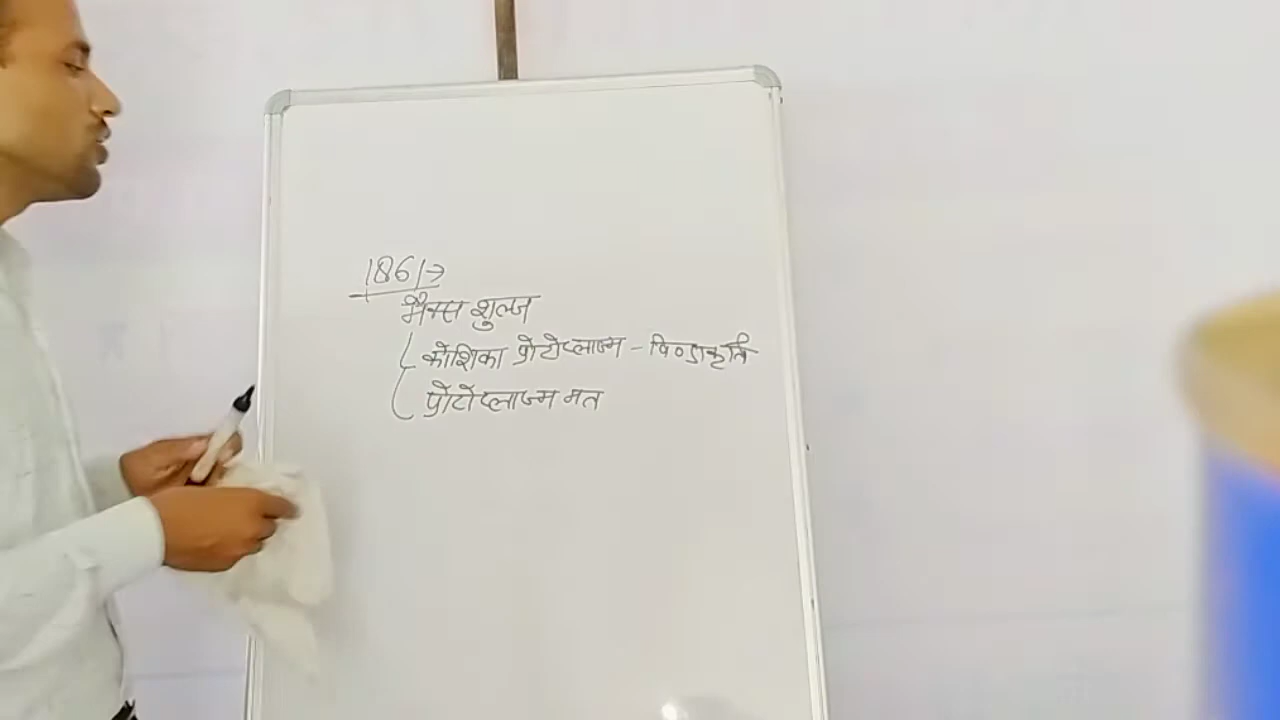 1861→
मैक्स शुल्ज
कोशिका प्रोटोप्लाज्म - पिण्डाकृति
प्रोटोप्लाज्म मत